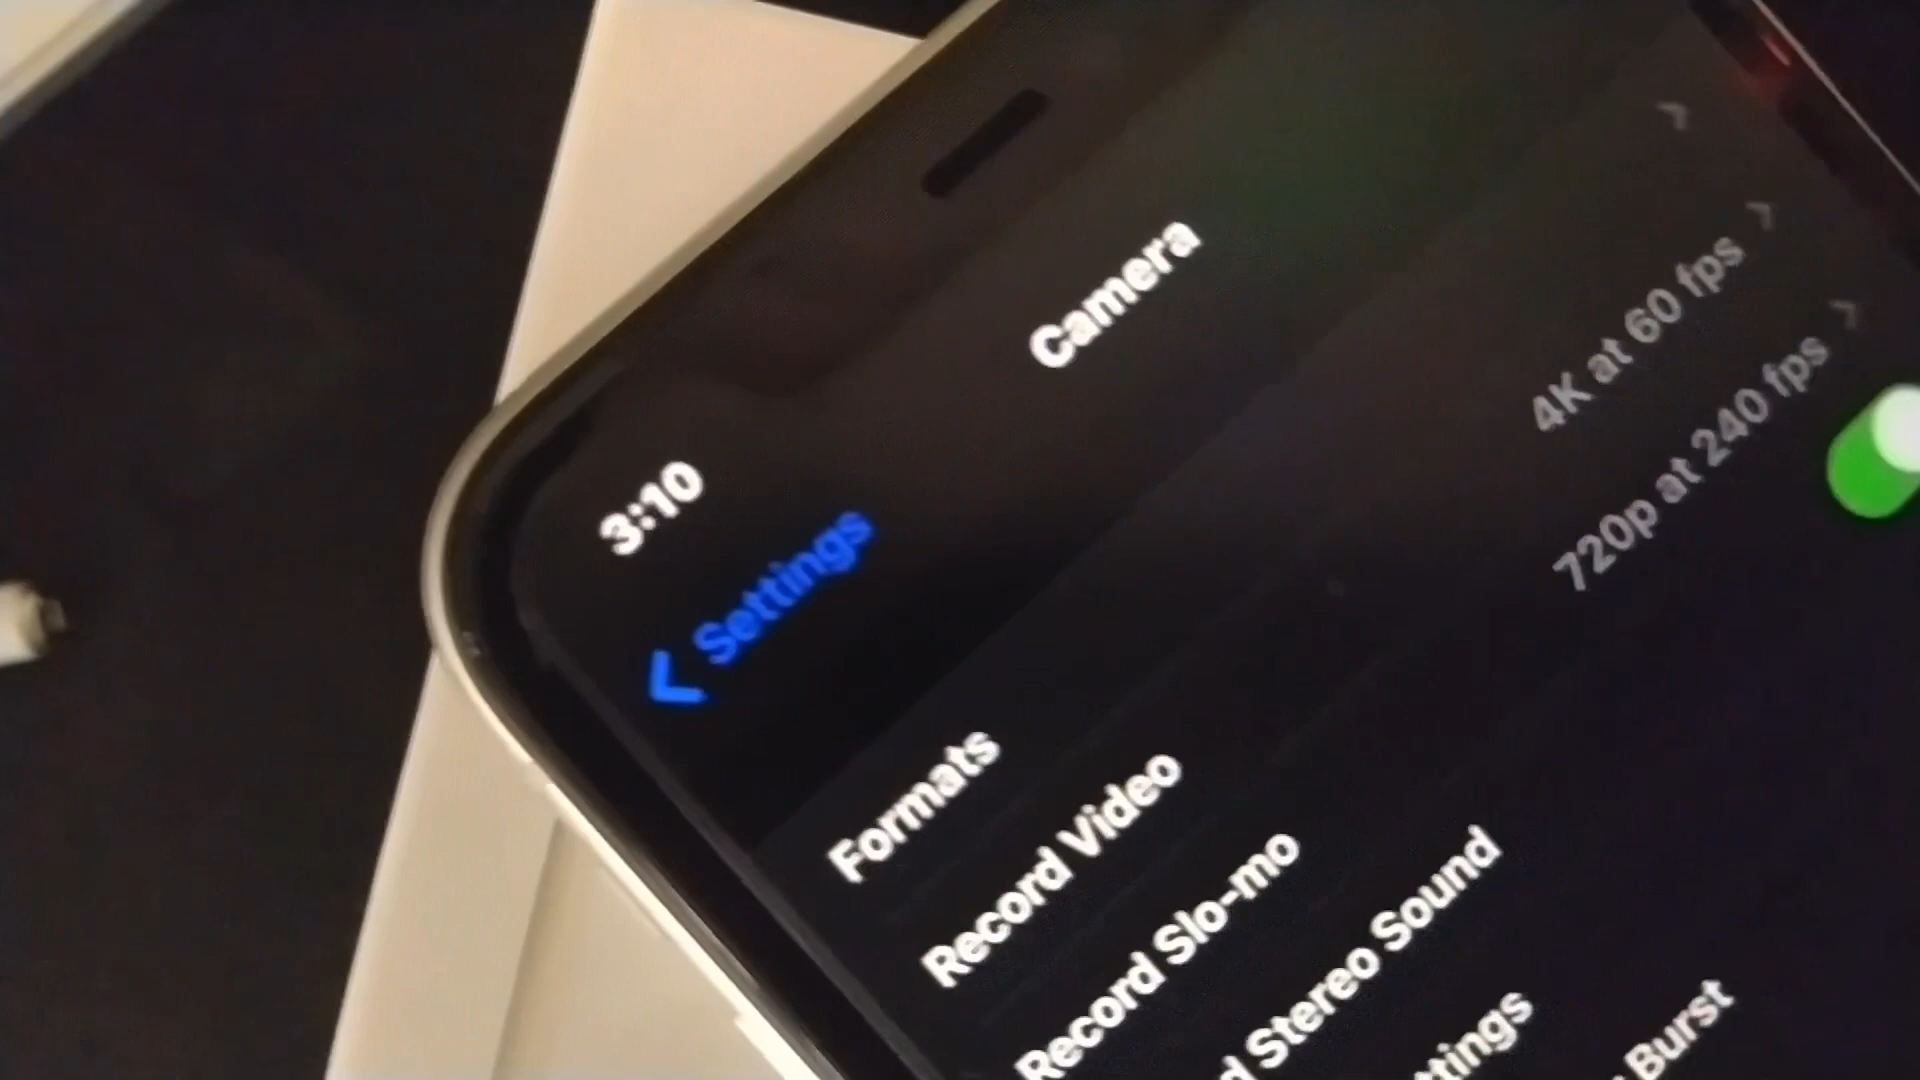 3:10
Settings
Camera
Formats
Record Video 4K at 60 fps
Record Slo-mo 720p at 240 fps
Stereo Sound
Burst